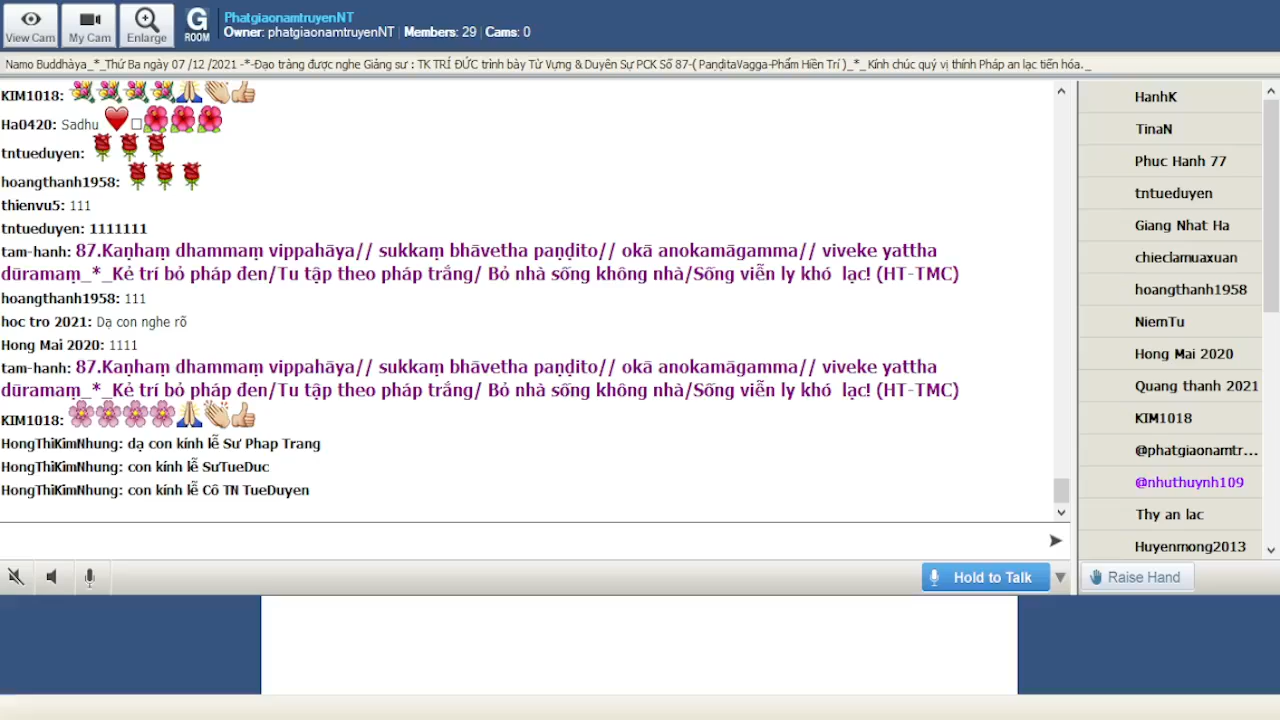 View Cam
My Cam
Enlarge
G
ROOM
PhatgiaonamtruyenNT
Owner: phatgiaonamtruyenNT | Members: 29 | Cams: 0
Namo Buddhàya_*_Thứ Ba ngày 07 /12 /2021 -*-Đạo tràng được nghe Giảng sư : TK TRÍ ĐỨC trình bày Từ Vựng & Duyên Sự PCK Số 87-( PaṇḍitaVagga-Phẩm Hiền Trí )_*_ Kính chúc quý vị thính Pháp an lạc tiến hóa._
KIM1018:
Ha0420: Sadhu
tntueduyen:
hoangthanh1958:
thienvu5: 111
tntueduyen: 1111111
tam-hanh: 87.Kaṇhaṃ dhammaṃ vippahāya// sukkaṃ bhāvetha paṇḍito// okā anokamāgamma// viveke yattha
dūramaṃ_*_Kẻ trí bỏ pháp đen/Tu tập theo pháp trắng/ Bỏ nhà sống không nhà/Sống viễn ly khó lạc! (HT-TMC)
hoangthanh1958: 111
hoc tro 2021: Dạ con nghe rõ
Hong Mai 2020: 1111
tam-hanh: 87.Kaṇhaṃ dhammaṃ vippahāya// sukkaṃ bhāvetha paṇḍito// okā anokamāgamma// viveke yattha
dūramaṃ_*_Kẻ trí bỏ pháp đen/Tu tập theo pháp trắng/ Bỏ nhà sống không nhà/Sống viễn ly khó lạc! (HT-TMC)
KIM1018:
HongThiKimNhung: dạ con kính lễ Sư Phap Trang
HongThiKimNhung: con kính lễ SưTueDuc
HongThiKimNhung: con kính lễ Cô TN TueDuyen
Hold to Talk
HanhK
TinaN
Phuc Hanh 77
tntueduyen
Giang Nhat Ha
chieclamuaxuan
hoangthanh1958
NiemTu
Hong Mai 2020
Quang thanh 2021
KIM1018
@phatgiaonamtr...
@nhuthuynh109
Thy an lac
Huyenmong2013
Raise Hand